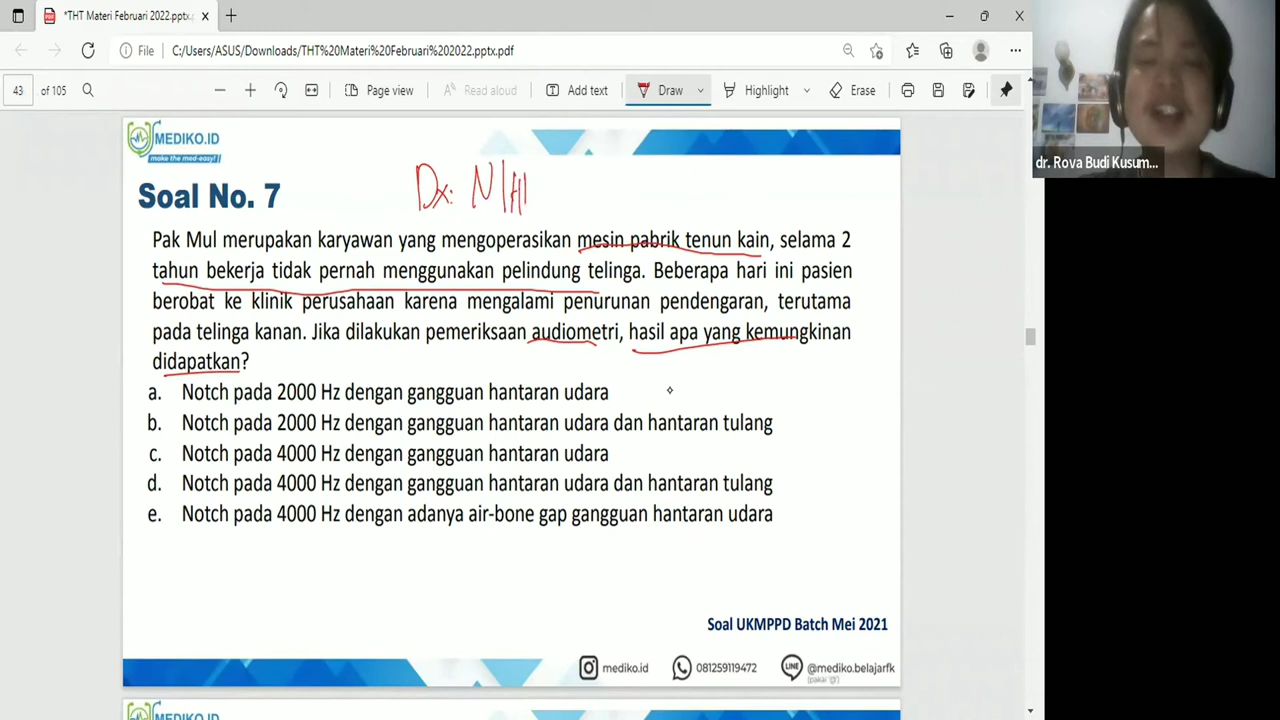 *THT Materi Februari 2022.pptx.
File
C:/Users/ASUS/Downloads/THT%20Materi%20Februari%202022.pptx.pdf
43 of 105
Page view
Read aloud
Add text
Draw
Highlight
Erase
dr. Rova Budi Kusum...
MEDIKO.ID
make the med-easy!
Dx: NIHl
Soal No. 7
Pak Mul merupakan karyawan yang mengoperasikan mesin pabrik tenun kain, selama 2
tahun bekerja tidak pernah menggunakan pelindung telinga. Beberapa hari ini pasien
berobat ke klinik perusahaan karena mengalami penurunan pendengaran, terutama
pada telinga kanan. Jika dilakukan pemeriksaan audiometri, hasil apa yang kemungkinan
didapatkan?
a. Notch pada 2000 Hz dengan gangguan hantaran udara
b. Notch pada 2000 Hz dengan gangguan hantaran udara dan hantaran tulang
c. Notch pada 4000 Hz dengan gangguan hantaran udara
d. Notch pada 4000 Hz dengan gangguan hantaran udara dan hantaran tulang
e. Notch pada 4000 Hz dengan adanya air-bone gap gangguan hantaran udara
Soal UKMPPD Batch Mei 2021
mediko.id
081259119472
LINE
@mediko.belajarfk
(pakai '@')
MEDIKO.ID